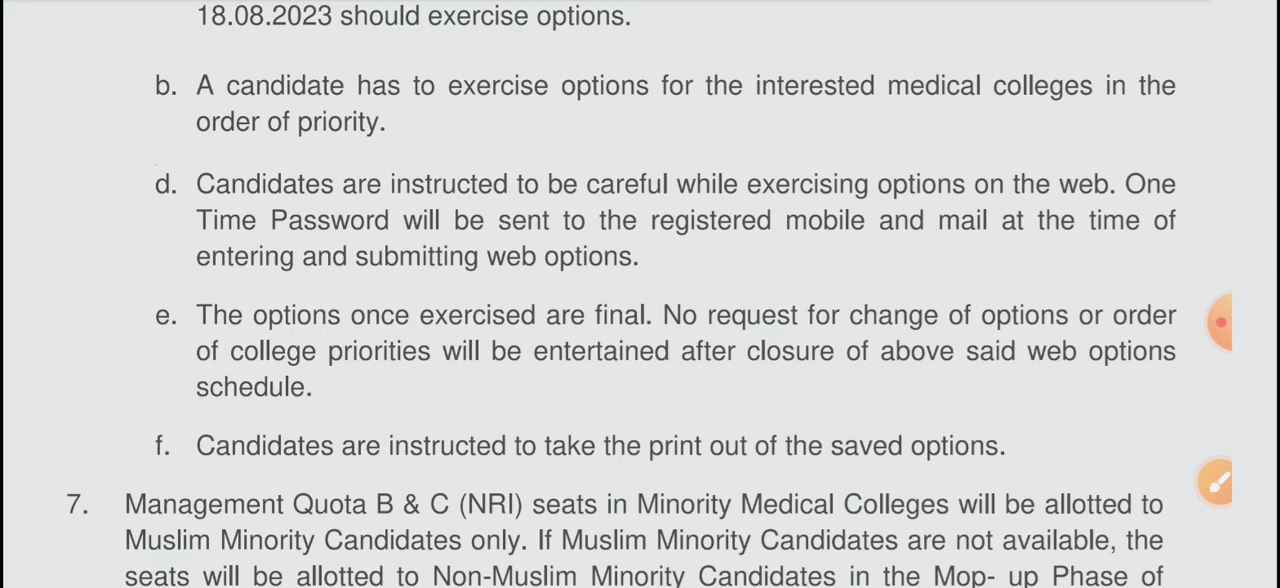 18.08.2023 should exercise options.
b. A candidate has to exercise options for the interested medical colleges in the
order of priority.
d. Candidates are instructed to be careful while exercising options on the web. One
Time Password will be sent to the registered mobile and mail at the time of
entering and submitting web options.
e. The options once exercised are final. No request for change of options or order
of college priorities will be entertained after closure of above said web options
schedule.
f. Candidates are instructed to take the print out of the saved options.
7. Management Quota B & C (NRI) seats in Minority Medical Colleges will be allotted to
Muslim Minority Candidates only. If Muslim Minority Candidates are not available, the
seats will be allotted to Non-Muslim Minority Candidates in the Mop- up Phase of